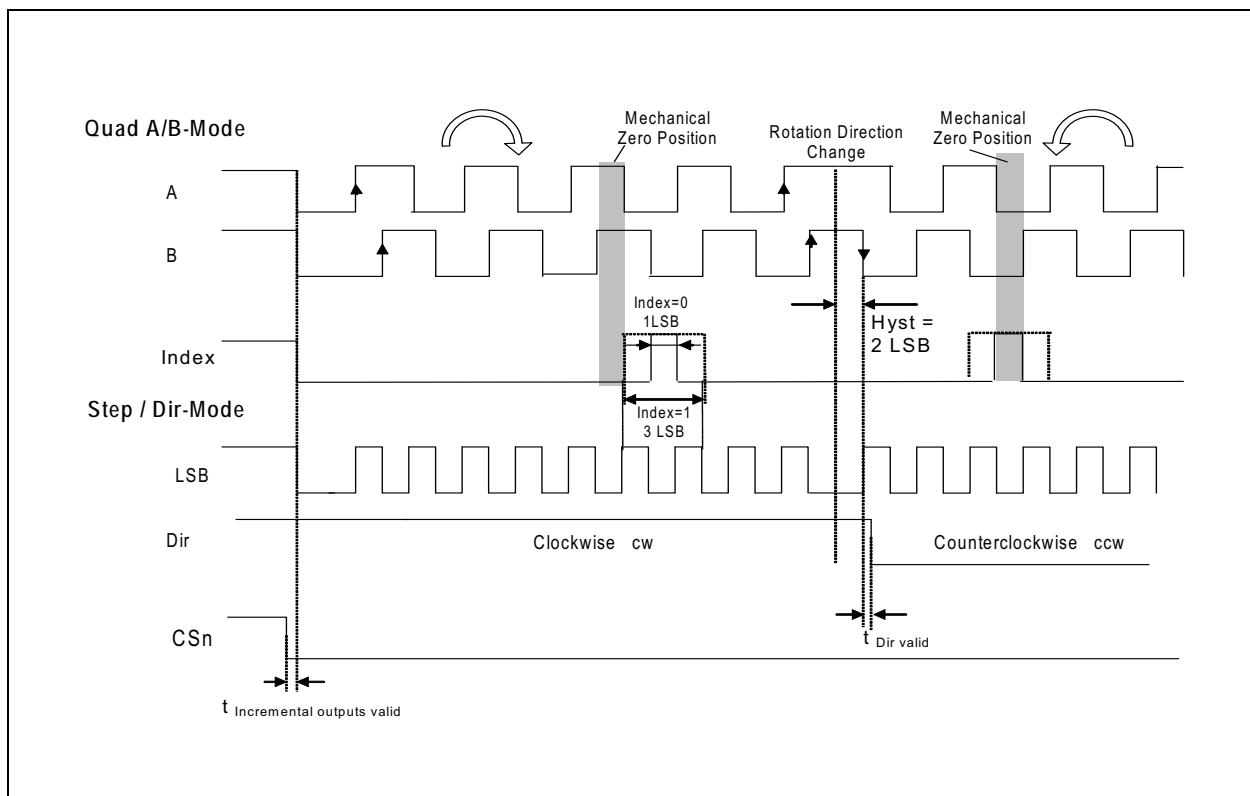 Quad A/B-Mode
Mechanical
Zero Position
Rotation Direction
Change
Mechanical
Zero Position
A
B
Index=0
1LSB
Hyst =
2 LSB
Index
Step / Dir-Mode
Index=1
3 LSB
LSB
Dir
Clockwise cw
Counterclockwise ccw
CSn
t Dir valid
t Incremental outputs valid